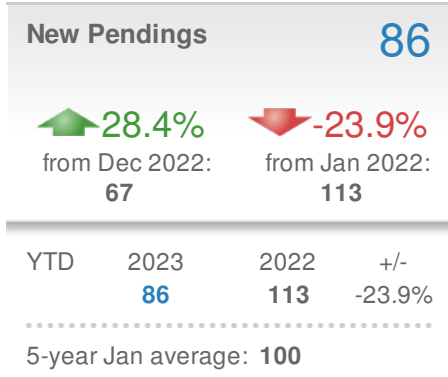 New Pendings 86
28.4% -23.9%
from Dec 2022: from Jan 2022:
67 113
YTD 2023 2022 +/-
86 113 -23.9%
5-year Jan average: 100